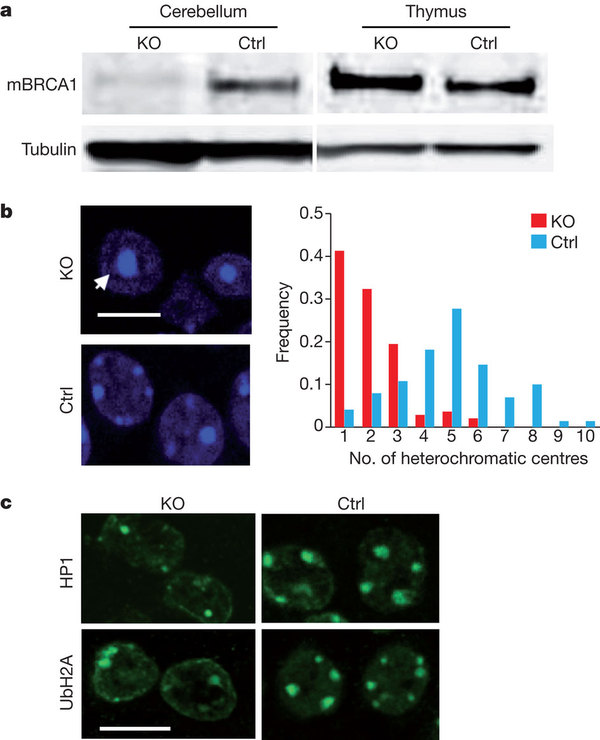 a
Cerebellum Thymus
KO Ctrl KO Ctrl
mBRCA1
Tubulin
b
KO
Ctrl
Frequency
0.5
0.4
0.3
0.2
0.1
0
KO
Ctrl
1 2 3 4 5 6 7 8 9 10
No. of heterochromatic centres
c
KO Ctrl
HP1
UbH2A